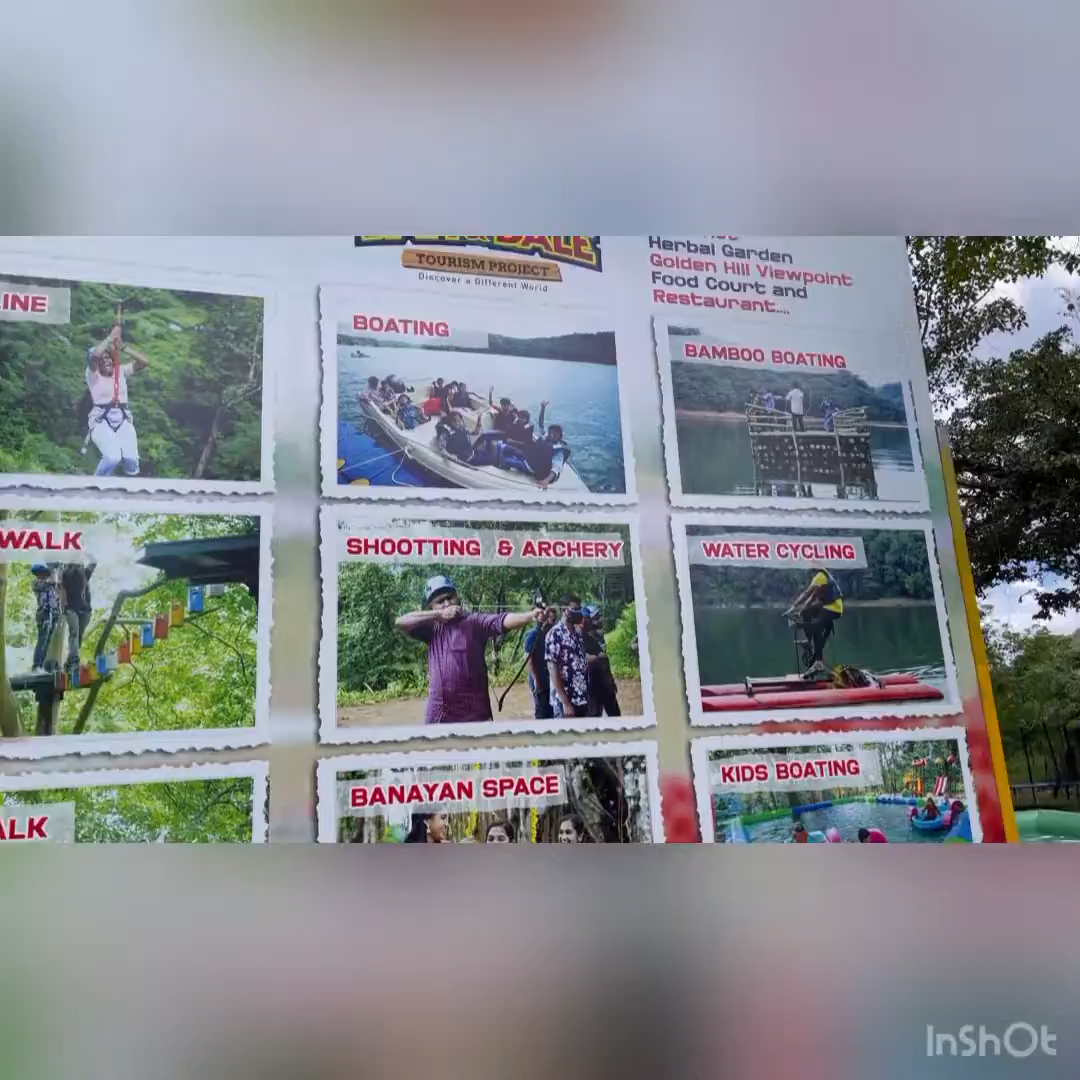 DALE
TOURISM PROJECT
Discover a Different World
Herbal Garden
Golden Hill Viewpoint
Food Court and
Restaurant....
INE
BOATING
BAMBOO BOATING
WALK
SHOOTTING & ARCHERY
WATER CYCLING
ALK
BANAYAN SPACE
KIDS BOATING
InShOt